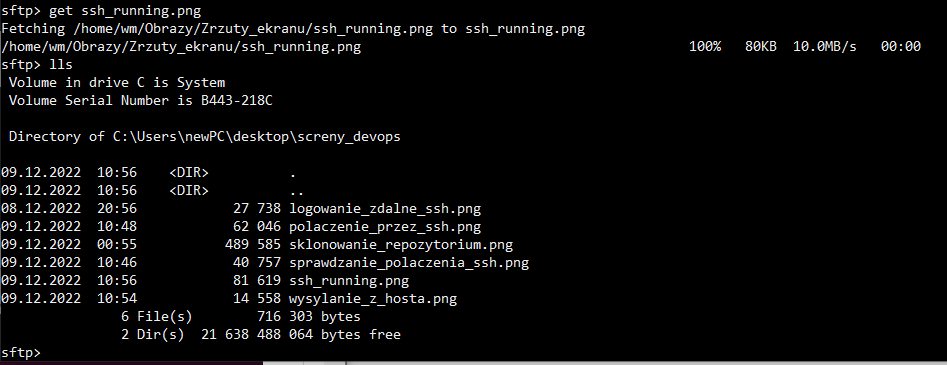 sftp> get ssh_running.png
Fetching /home/wm/Obrazy/Zrzuty_ekranu/ssh_running.png to ssh_running.png
/home/wm/Obrazy/Zrzuty_ekranu/ssh_running.png                                         100%   80KB  10.0MB/s   00:00
sftp> lls
 Volume in drive C is System
 Volume Serial Number is B443-218C

 Directory of C:\Users\newPC\desktop\screny_devops

09.12.2022  10:56    <DIR>          .
09.12.2022  10:56    <DIR>          ..
08.12.2022  20:56            27 738 logowanie_zdalne_ssh.png
09.12.2022  10:48            62 046 polaczenie_przez_ssh.png
09.12.2022  00:55           489 585 sklonowanie_repozytorium.png
09.12.2022  10:46            40 757 sprawdzanie_polaczenia_ssh.png
09.12.2022  10:56            81 619 ssh_running.png
09.12.2022  10:54            14 558 wysylanie_z_hosta.png
               6 File(s)        716 303 bytes
               2 Dir(s)  21 638 488 064 bytes free
sftp>